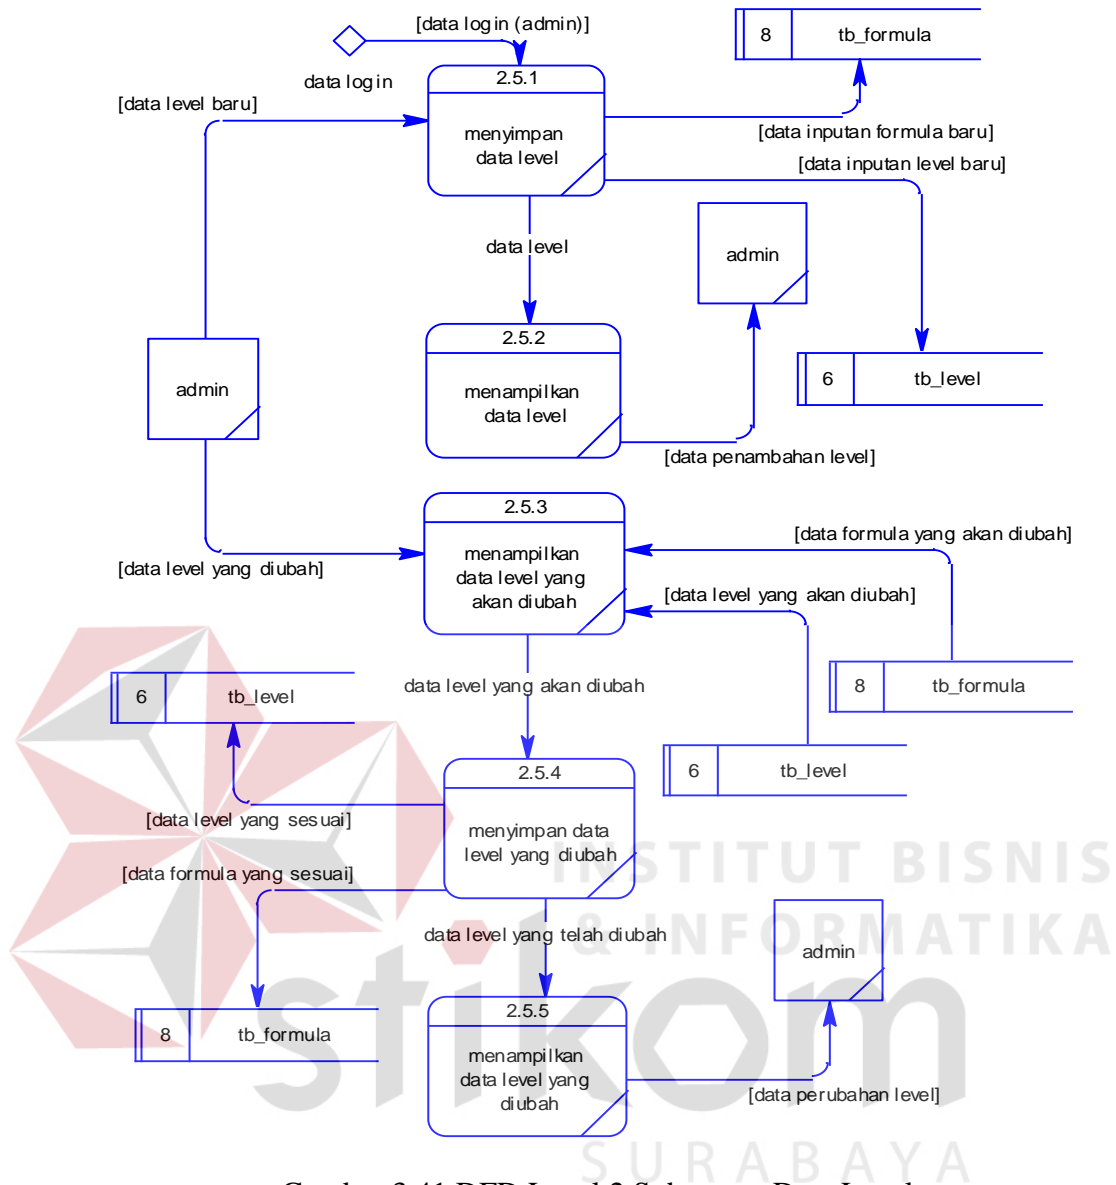 [data login (admin)]
8 tb_formula
data login
2.5.1
[data level baru]
menyimpan
data level
[data inputan formula baru]
[data inputan level baru]
data level
admin
2.5.2
6 tb_level
admin
menampilkan
data level
[data penambahan level]
2.5.3
[data formula yang akan diubah]
menampilkan
data level yang
akan diubah
[data level yang diubah]
[data level yang akan diubah]
6 tb_level
data level yang akan diubah
8 tb_formula
2.5.4
6 tb_level
[data level yang sesuai]
menyimpan data
level yang diubah
INSTITUT BISNIS
& INFORMATIKA
[data formula yang sesuai]
data level yang telah diubah
admin
stikom
2.5.5
8 tb_formula
menampilkan
data level yang
diubah
[data perubahan level]
SURABAYA